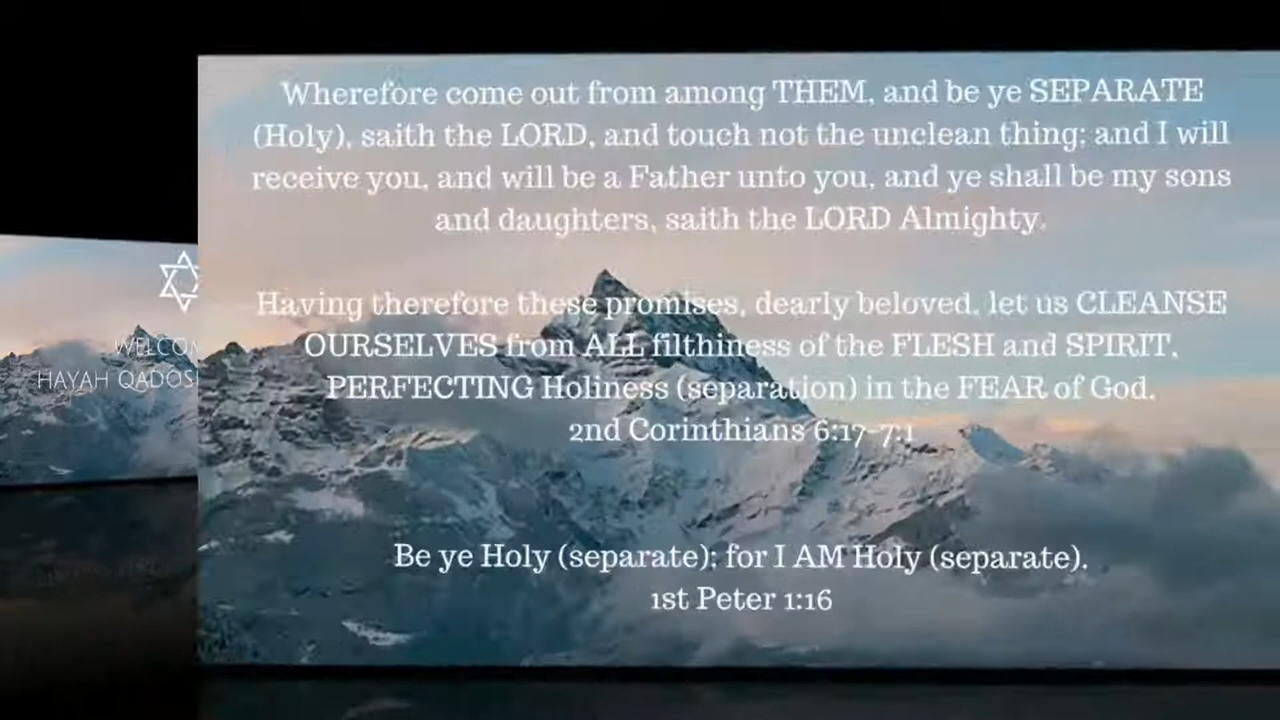 Wherefore come out from among THEM, and be ye SEPARATE
(Holy), saith the LORD, and touch not the unclean thing; and I will
receive you, and will be a Father unto you, and ye shall be my sons
and daughters, saith the LORD Almighty.
Having therefore these promises, dearly beloved, let us CLEANSE
OURSELVES from ALL filthiness of the FLESH and SPIRIT,
PERFECTING Holiness (separation) in the FEAR of God.
2nd Corinthians 6:17-7:1
Be ye Holy (separate); for I AM Holy (separate).
1st Peter 1:16
WELCOM
HAYAH QADOS